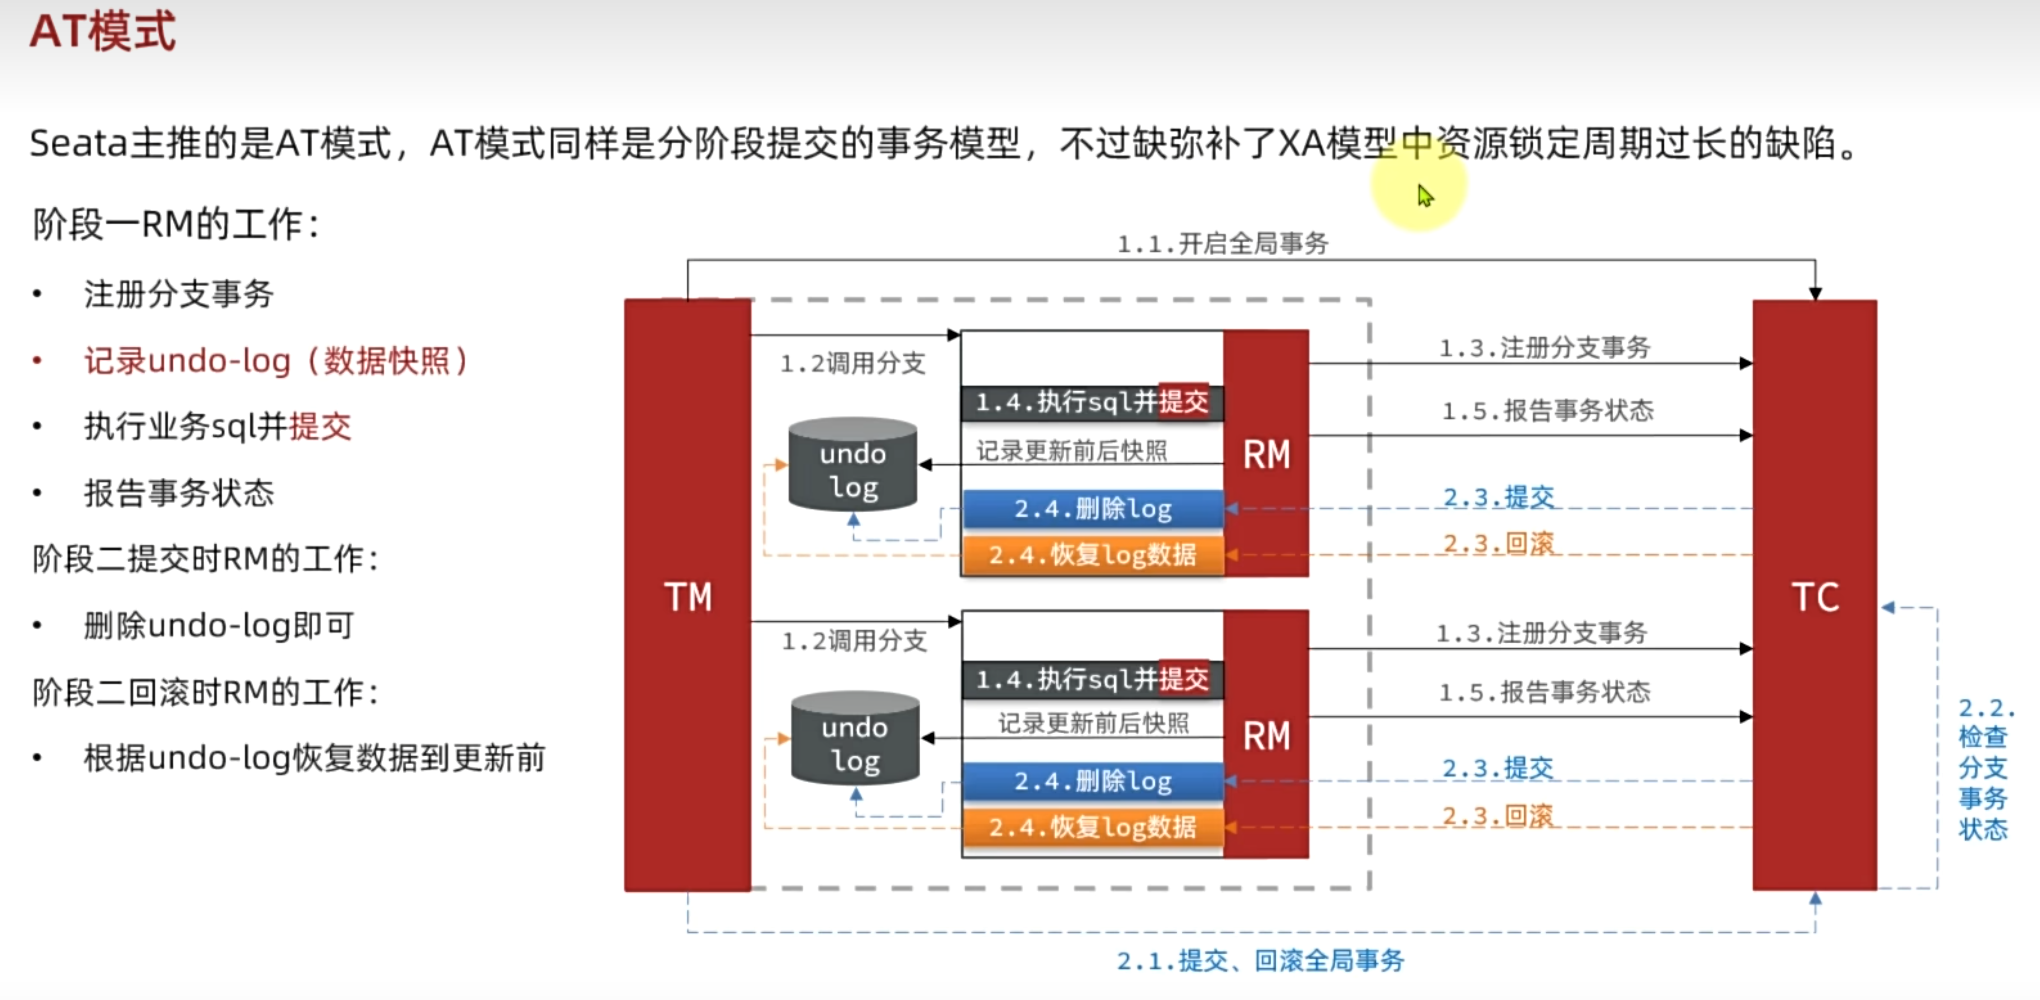 AT模式
Seata主推的是AT模式，AT模式同样是分阶段提交的事务模型，不过缺弥补了XA模型中资源锁定周期过长的缺陷。
阶段一RM的工作：
• 注册分支事务
• 记录undo-log（数据快照）
• 执行业务sql并提交
• 报告事务状态
阶段二提交时RM的工作：
• 删除undo-log即可
阶段二回滚时RM的工作：
• 根据undo-log恢复数据到更新前
1.1.开启全局事务
TM
1.2调用分支
1.4.执行sql并提交
记录更新前后快照
undo
log
2.4.删除log
2.4.恢复log数据
RM
1.3.注册分支事务
1.5.报告事务状态
2.3.提交
2.3.回滚
1.2调用分支
1.4.执行sql并提交
记录更新前后快照
undo
log
2.4.删除log
2.4.恢复log数据
RM
1.3.注册分支事务
1.5.报告事务状态
2.3.提交
2.3.回滚
TC
2.2.
检查
分支
事务
状态
2.1.提交、回滚全局事务